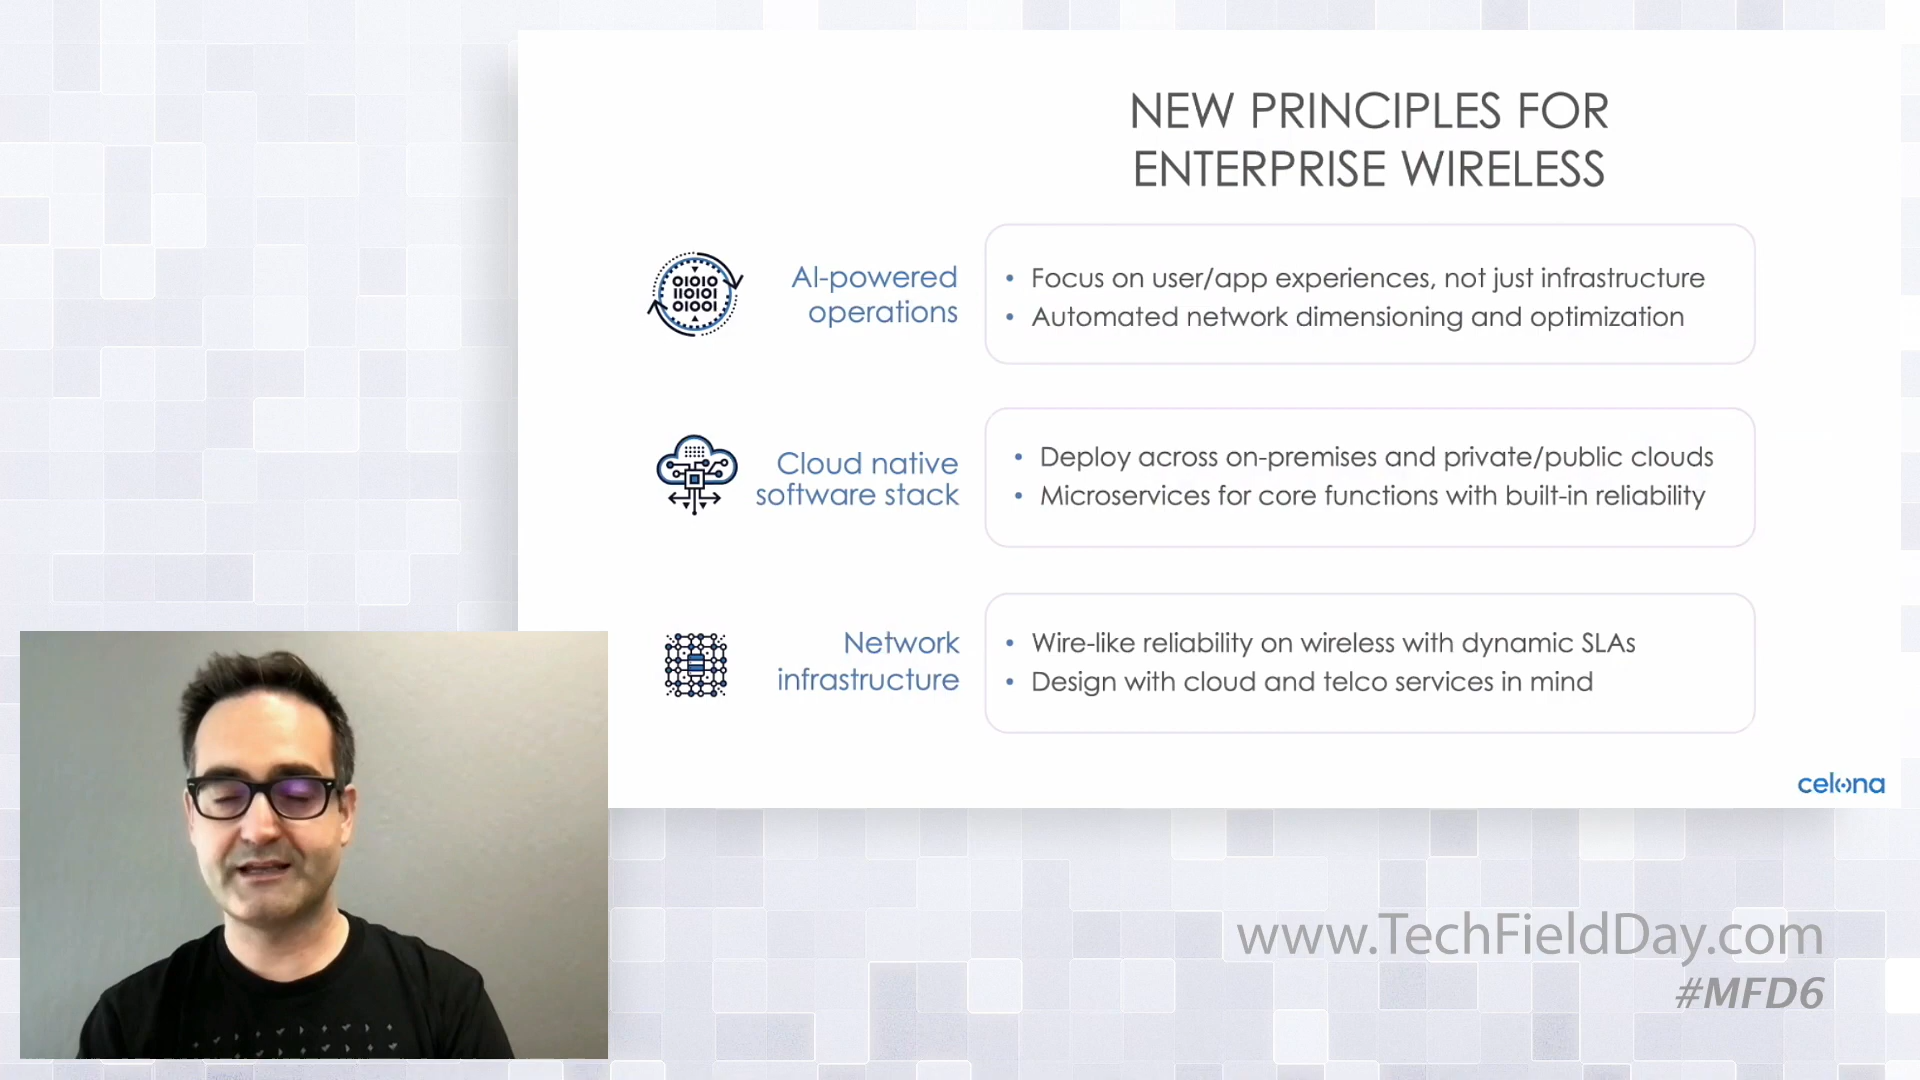 NEW PRINCIPLES FOR
ENTERPRISE WIRELESS
01010
110101
01001
AI-powered
operations
• Focus on user/app experiences, not just infrastructure
• Automated network dimensioning and optimization
Cloud native
software stack
• Deploy across on-premises and private/public clouds
• Microservices for core functions with built-in reliability
Network
infrastructure
• Wire-like reliability on wireless with dynamic SLAs
• Design with cloud and telco services in mind
celona
www.TechFieldDay.com
#MFD6